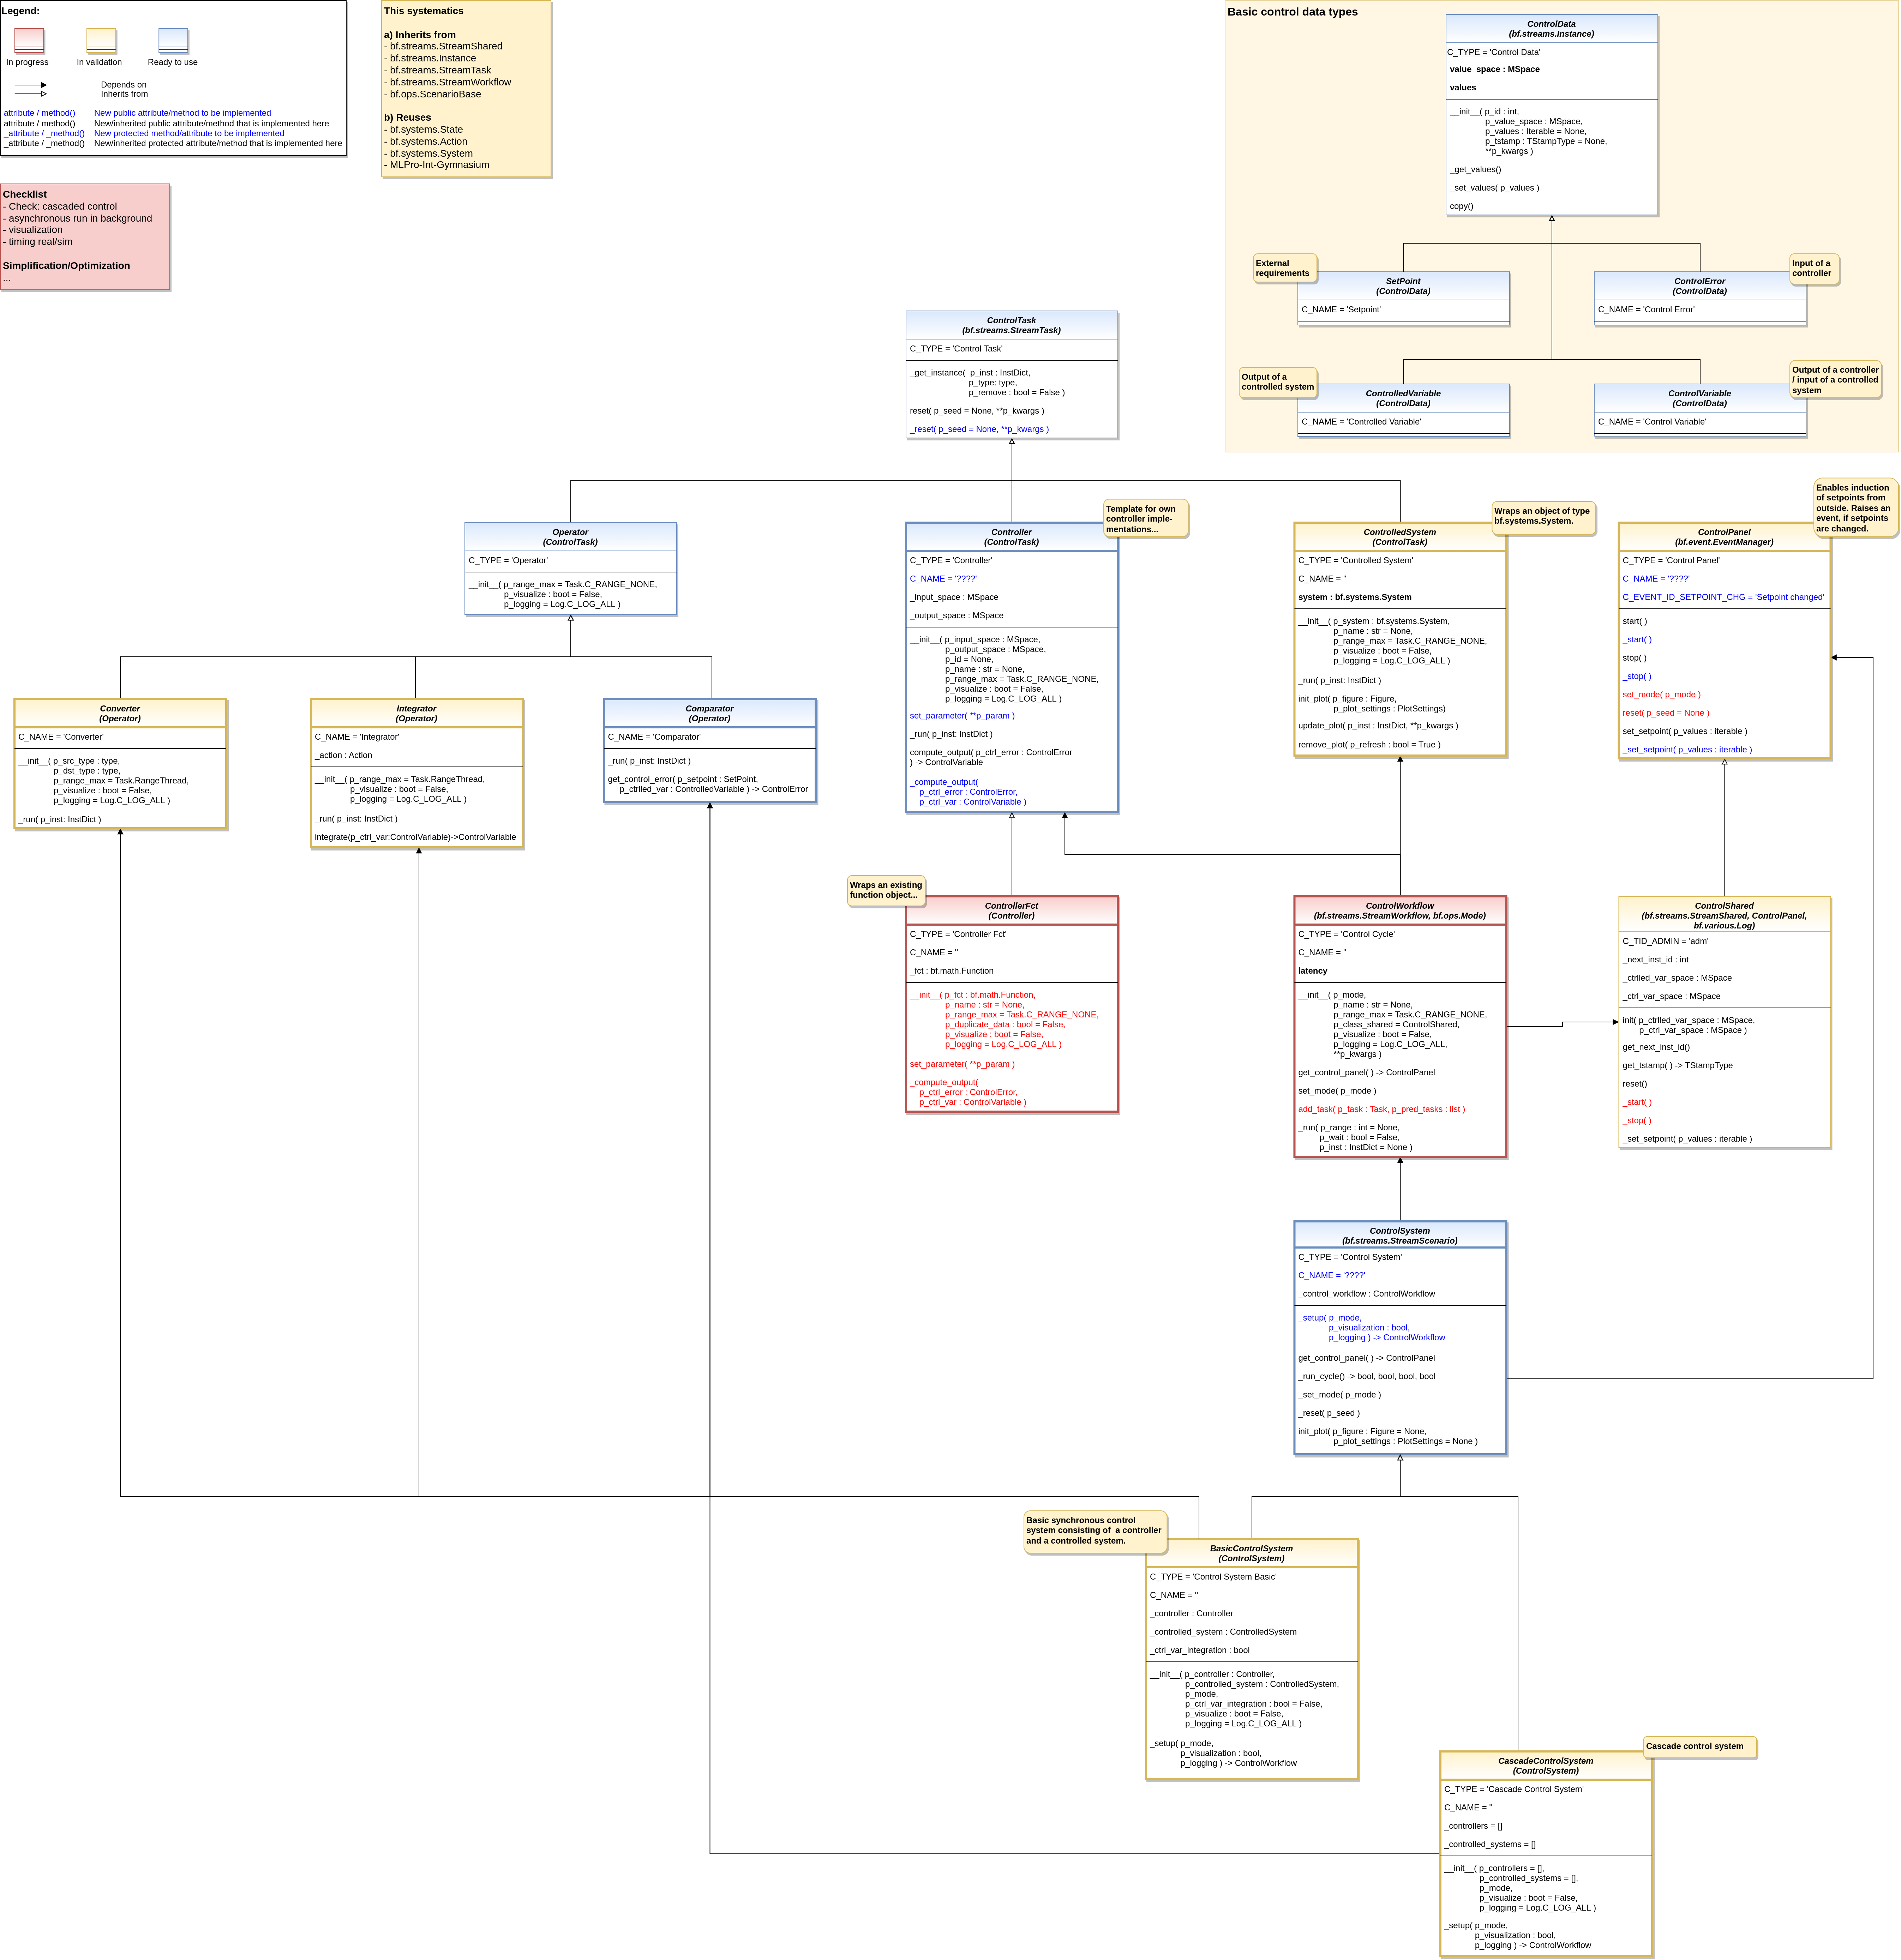 Legend:
In progress
In validation
Ready to use
Depends on
Inherits from
attribute / method()
New public attribute/method to be implemented
attribute / method()
New/inherited public attribute/method that is implemented here
_attribute / _method()
New protected method/attribute to be implemented
_attribute / _method()
New/inherited protected attribute/method that is implemented here
Checklist
- Check: cascaded control
- asynchronous run in background
- visualization
- timing real/sim
Simplification/Optimization
...
This systematics
a) Inherits from
- bf.streams.StreamShared
- bf.streams.Instance
- bf.streams.StreamTask
- bf.streams.StreamWorkflow
- bf.ops.ScenarioBase
b) Reuses
- bf.systems.State
- bf.systems.Action
- bf.systems.System
- MLPro-Int-Gymnasium
Basic control data types
ControlData
(bf.streams.Instance)
C_TYPE = 'Control Data'
value_space : MSpace
values
__init__( p_id : int,
p_value_space : MSpace,
p_values : Iterable = None,
p_tstamp : TStampType = None,
**p_kwargs )
_get_values()
_set_values( p_values )
copy()
External
requirements
SetPoint
(ControlData)
C_NAME = 'Setpoint'
Input of a
controller
ControlError
(ControlData)
C_NAME = 'Control Error'
Output of a
controlled system
ControlledVariable
(ControlData)
C_NAME = 'Controlled Variable'
Output of a controller
/ input of a controlled
system
ControlVariable
(ControlData)
C_NAME = 'Control Variable'
ControlTask
(bf.streams.StreamTask)
C_TYPE = 'Control Task'
_get_instance(  p_inst : InstDict,
p_type: type,
p_remove : bool = False )
reset( p_seed = None, **p_kwargs )
_reset( p_seed = None, **p_kwargs )
Operator
(ControlTask)
C_TYPE = 'Operator'
__init__( p_range_max = Task.C_RANGE_NONE,
p_visualize : boot = False,
p_logging = Log.C_LOG_ALL )
Template for own
controller imple-
mentations...
Controller
(ControlTask)
C_TYPE = 'Controller'
C_NAME = '????'
_input_space : MSpace
_output_space : MSpace
__init__( p_input_space : MSpace,
p_output_space : MSpace,
p_id = None,
p_name : str = None,
p_range_max = Task.C_RANGE_NONE,
p_visualize : boot = False,
p_logging = Log.C_LOG_ALL )
set_parameter( **p_param )
_run( p_inst: InstDict )
compute_output( p_ctrl_error : ControlError
) -> ControlVariable
_compute_output(
p_ctrl_error : ControlError,
p_ctrl_var : ControlVariable )
Wraps an object of type
bf.systems.System.
ControlledSystem
(ControlTask)
C_TYPE = 'Controlled System'
C_NAME = ''
system : bf.systems.System
__init__( p_system : bf.systems.System,
p_name : str = None,
p_range_max = Task.C_RANGE_NONE,
p_visualize : boot = False,
p_logging = Log.C_LOG_ALL )
_run( p_inst: InstDict )
init_plot( p_figure : Figure,
p_plot_settings : PlotSettings)
update_plot( p_inst : InstDict, **p_kwargs )
remove_plot( p_refresh : bool = True )
Enables induction
of setpoints from
outside. Raises an
event, if setpoints
are changed.
ControlPanel
(bf.event.EventManager)
C_TYPE = 'Control Panel'
C_NAME = '????'
C_EVENT_ID_SETPOINT_CHG = 'Setpoint changed'
start( )
_start( )
stop( )
_stop( )
set_mode( p_mode )
reset( p_seed = None )
set_setpoint( p_values : iterable )
_set_setpoint( p_values : iterable )
Converter
(Operator)
C_NAME = 'Converter'
__init__( p_src_type : type,
p_dst_type : type,
p_range_max = Task.RangeThread,
p_visualize : boot = False,
p_logging = Log.C_LOG_ALL )
_run( p_inst: InstDict )
Integrator
(Operator)
C_NAME = 'Integrator'
_action : Action
__init__( p_range_max = Task.RangeThread,
p_visualize : boot = False,
p_logging = Log.C_LOG_ALL )
_run( p_inst: InstDict )
integrate(p_ctrl_var:ControlVariable)->ControlVariable
Comparator
(Operator)
C_NAME = 'Comparator'
_run( p_inst: InstDict )
get_control_error( p_setpoint : SetPoint,
p_ctrlled_var : ControlledVariable ) -> ControlError
Wraps an existing
function object...
ControllerFct
(Controller)
C_TYPE = 'Controller Fct'
C_NAME = ''
_fct : bf.math.Function
__init__( p_fct : bf.math.Function,
p_name : str = None,
p_range_max = Task.C_RANGE_NONE,
p_duplicate_data : bool = False,
p_visualize : boot = False,
p_logging = Log.C_LOG_ALL )
set_parameter( **p_param )
_compute_output(
p_ctrl_error : ControlError,
p_ctrl_var : ControlVariable )
ControlWorkflow
(bf.streams.StreamWorkflow, bf.ops.Mode)
C_TYPE = 'Control Cycle'
C_NAME = ''
latency
__init__( p_mode,
p_name : str = None,
p_range_max = Task.C_RANGE_NONE,
p_class_shared = ControlShared,
p_visualize : boot = False,
p_logging = Log.C_LOG_ALL,
**p_kwargs )
get_control_panel( ) -> ControlPanel
set_mode( p_mode )
add_task( p_task : Task, p_pred_tasks : list )
_run( p_range : int = None,
p_wait : bool = False,
p_inst : InstDict = None )
ControlShared
(bf.streams.StreamShared, ControlPanel,
bf.various.Log)
C_TID_ADMIN = 'adm'
_next_inst_id : int
_ctrlled_var_space : MSpace
_ctrl_var_space : MSpace
init( p_ctrlled_var_space : MSpace,
p_ctrl_var_space : MSpace )
get_next_inst_id()
get_tstamp( ) -> TStampType
reset()
_start( )
_stop( )
_set_setpoint( p_values : iterable )
ControlSystem
(bf.streams.StreamScenario)
C_TYPE = 'Control System'
C_NAME = '????'
_control_workflow : ControlWorkflow
_setup( p_mode,
p_visualization : bool,
p_logging ) -> ControlWorkflow
get_control_panel( ) -> ControlPanel
_run_cycle() -> bool, bool, bool, bool
_set_mode( p_mode )
_reset( p_seed )
init_plot( p_figure : Figure = None,
p_plot_settings : PlotSettings = None )
Basic synchronous control
system consisting of  a controller
and a controlled system.
BasicControlSystem
(ControlSystem)
C_TYPE = 'Control System Basic'
C_NAME = ''
_controller : Controller
_controlled_system : ControlledSystem
_ctrl_var_integration : bool
__init__( p_controller : Controller,
p_controlled_system : ControlledSystem,
p_mode,
p_ctrl_var_integration : bool = False,
p_visualize : boot = False,
p_logging = Log.C_LOG_ALL )
_setup( p_mode,
p_visualization : bool,
p_logging ) -> ControlWorkflow
Cascade control system
CascadeControlSystem
(ControlSystem)
C_TYPE = 'Cascade Control System'
C_NAME = ''
_controllers = []
_controlled_systems = []
__init__( p_controllers = [],
p_controlled_systems = [],
p_mode,
p_visualize : boot = False,
p_logging = Log.C_LOG_ALL )
_setup( p_mode,
p_visualization : bool,
p_logging ) -> ControlWorkflow